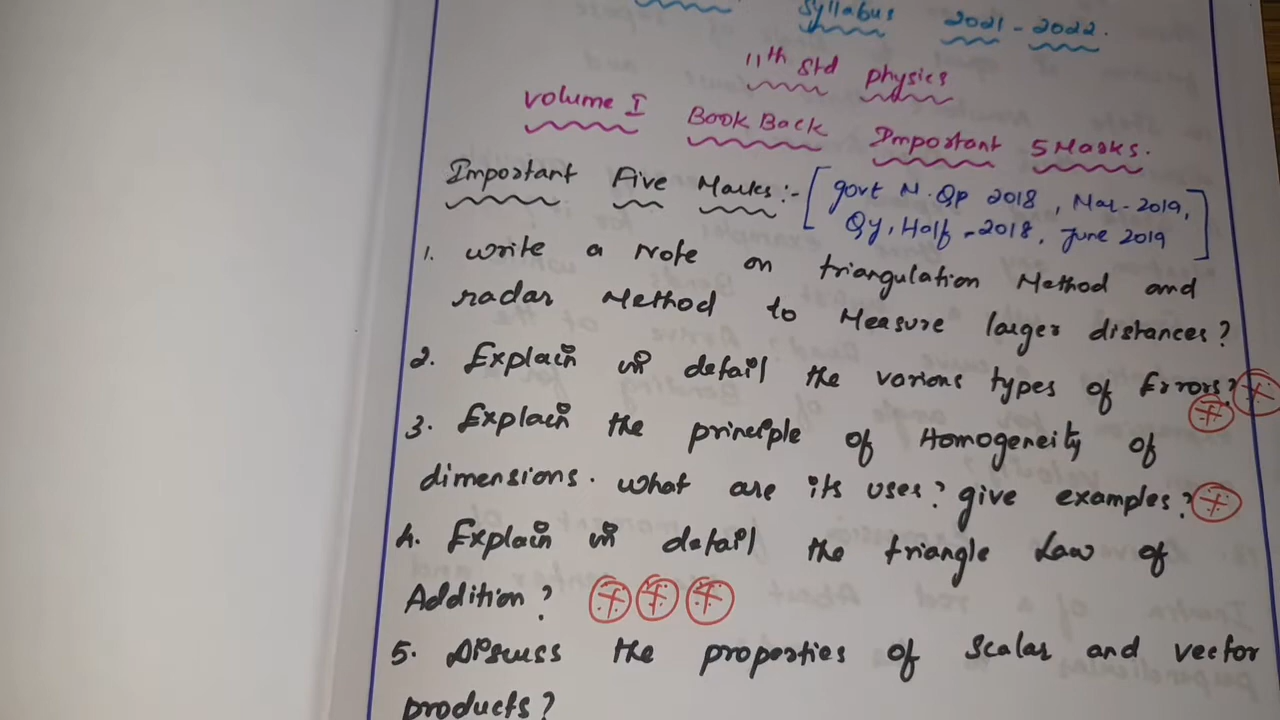 Syllabus 2021-2022.
11th Std physics
Volume I Book Back Important 5 Marks.
Important Five Marks:- [govt M.Qp 2018, Mar-2019,
Qy, Half-2018, June 2019]
1. Write a Note on triangulation Method and
radar Method to Measure larger distances?
2. Explain in detail the various types of Errors?
3. Explain the principle of Homogeneity of
dimensions. What are its uses? give examples?
4. Explain in detail the triangle Law of
Addition?
5. Discuss the properties of Scalar and vector
products?